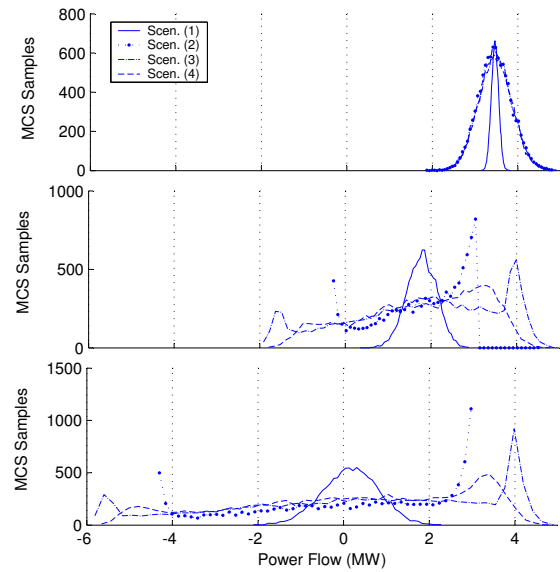 800
600
400
200
0
MCS Samples
Scen. (1)
Scen. (2)
Scen. (3)
Scen. (4)
1000
500
0
MCS Samples
1500
1000
500
0
MCS Samples
-6 -4 -2 0 2 4
Power Flow (MW)